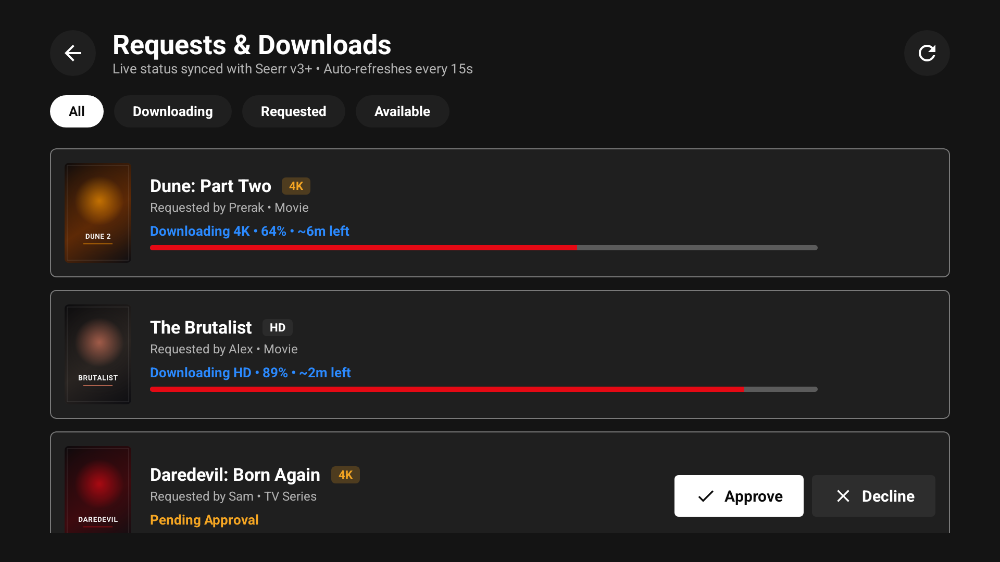 Requests & Downloads
Live status synced with Seerr v3+ • Auto-refreshes every 15s
All
Downloading
Requested
Available
DUNE 2
Dune: Part Two
4K
Requested by Prerak • Movie
Downloading 4K • 64% • ~6m left
BRUTALIST
The Brutalist
HD
Requested by Alex • Movie
Downloading HD • 89% • ~2m left
DAREDEVIL
Daredevil: Born Again
4K
Requested by Sam • TV Series
Pending Approval
Approve
Decline